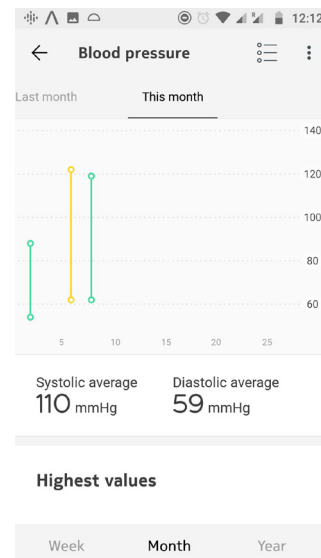 12:12
Blood pressure
Last month This month
140
120
100
80
60
5 10 15 20 25
Systolic average Diastolic average
110 mmHg 59 mmHg
Highest values
Week Month Year